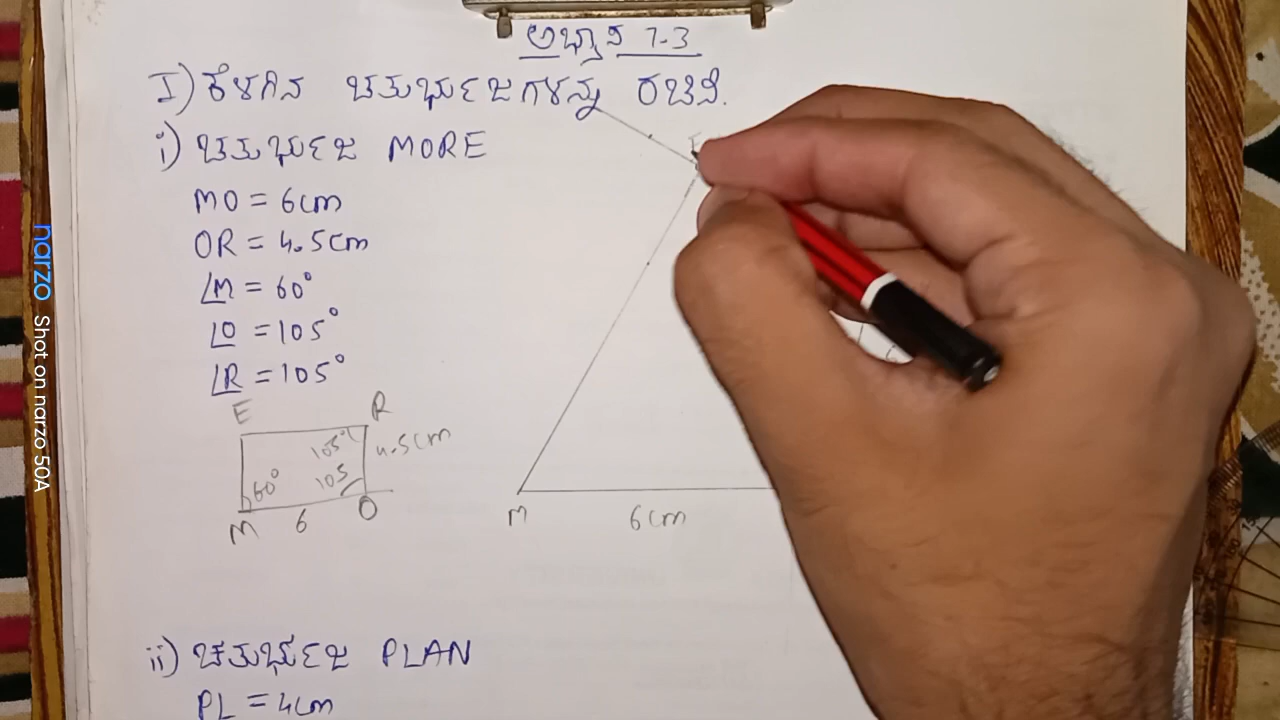 ಅಭ್ಯಾಸ 7.3
I) ಕೆಳಗಿನ ಚತುರ್ಭುಜಗಳನ್ನು ರಚಿಸಿ.
i) ಚತುರ್ಭುಜ MORE
MO = 6cm
OR = 4.5cm
∠M = 60°
∠O = 105°
∠R = 105°
E R
105° 4.5cm
60° 105
M 6 O
E
M 6cm
ii) ಚತುರ್ಭುಜ PLAN
PL = 4cm
narzo Shot on narzo 50A